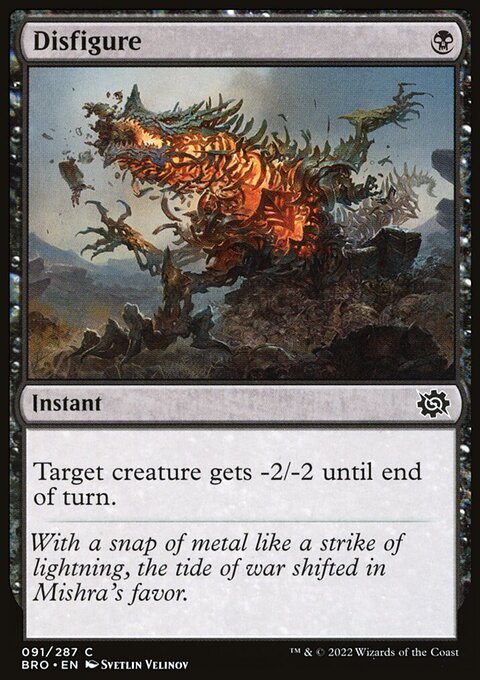 Disfigure
Instant
Target creature gets -2/-2 until end
of turn.
With a snap of metal like a strike of
lightning, the tide of war shifted in
Mishra's favor.
091/287 C
BRO • EN Svetlin Velinov
™ & © 2022 Wizards of the Coast